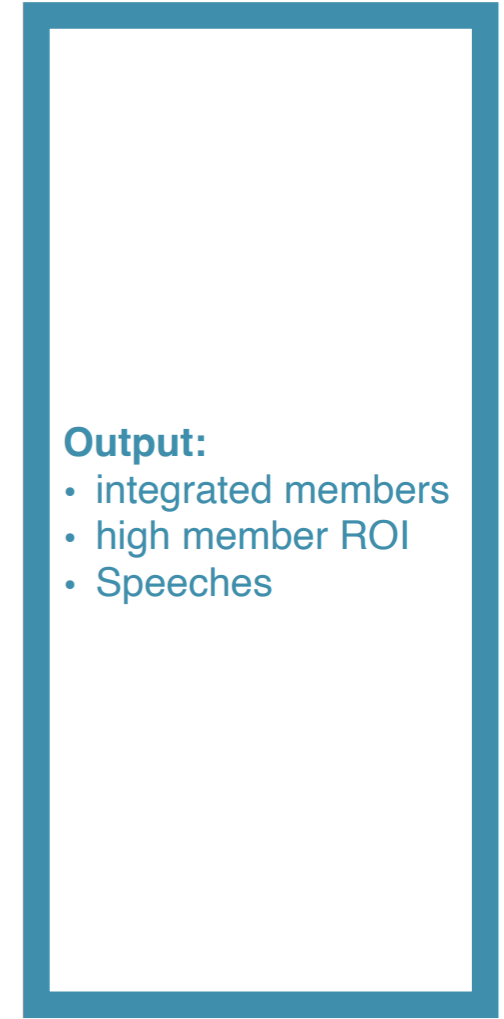 Output:
• integrated members
• high member ROI
• Speeches